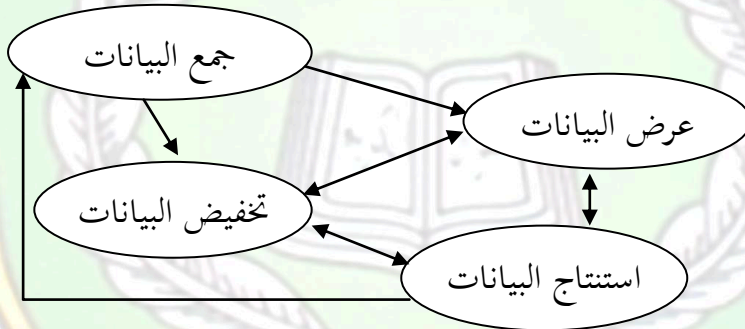 جمع البيانات
عرض البيانات
تخفيض البيانات
استنتاج البيانات